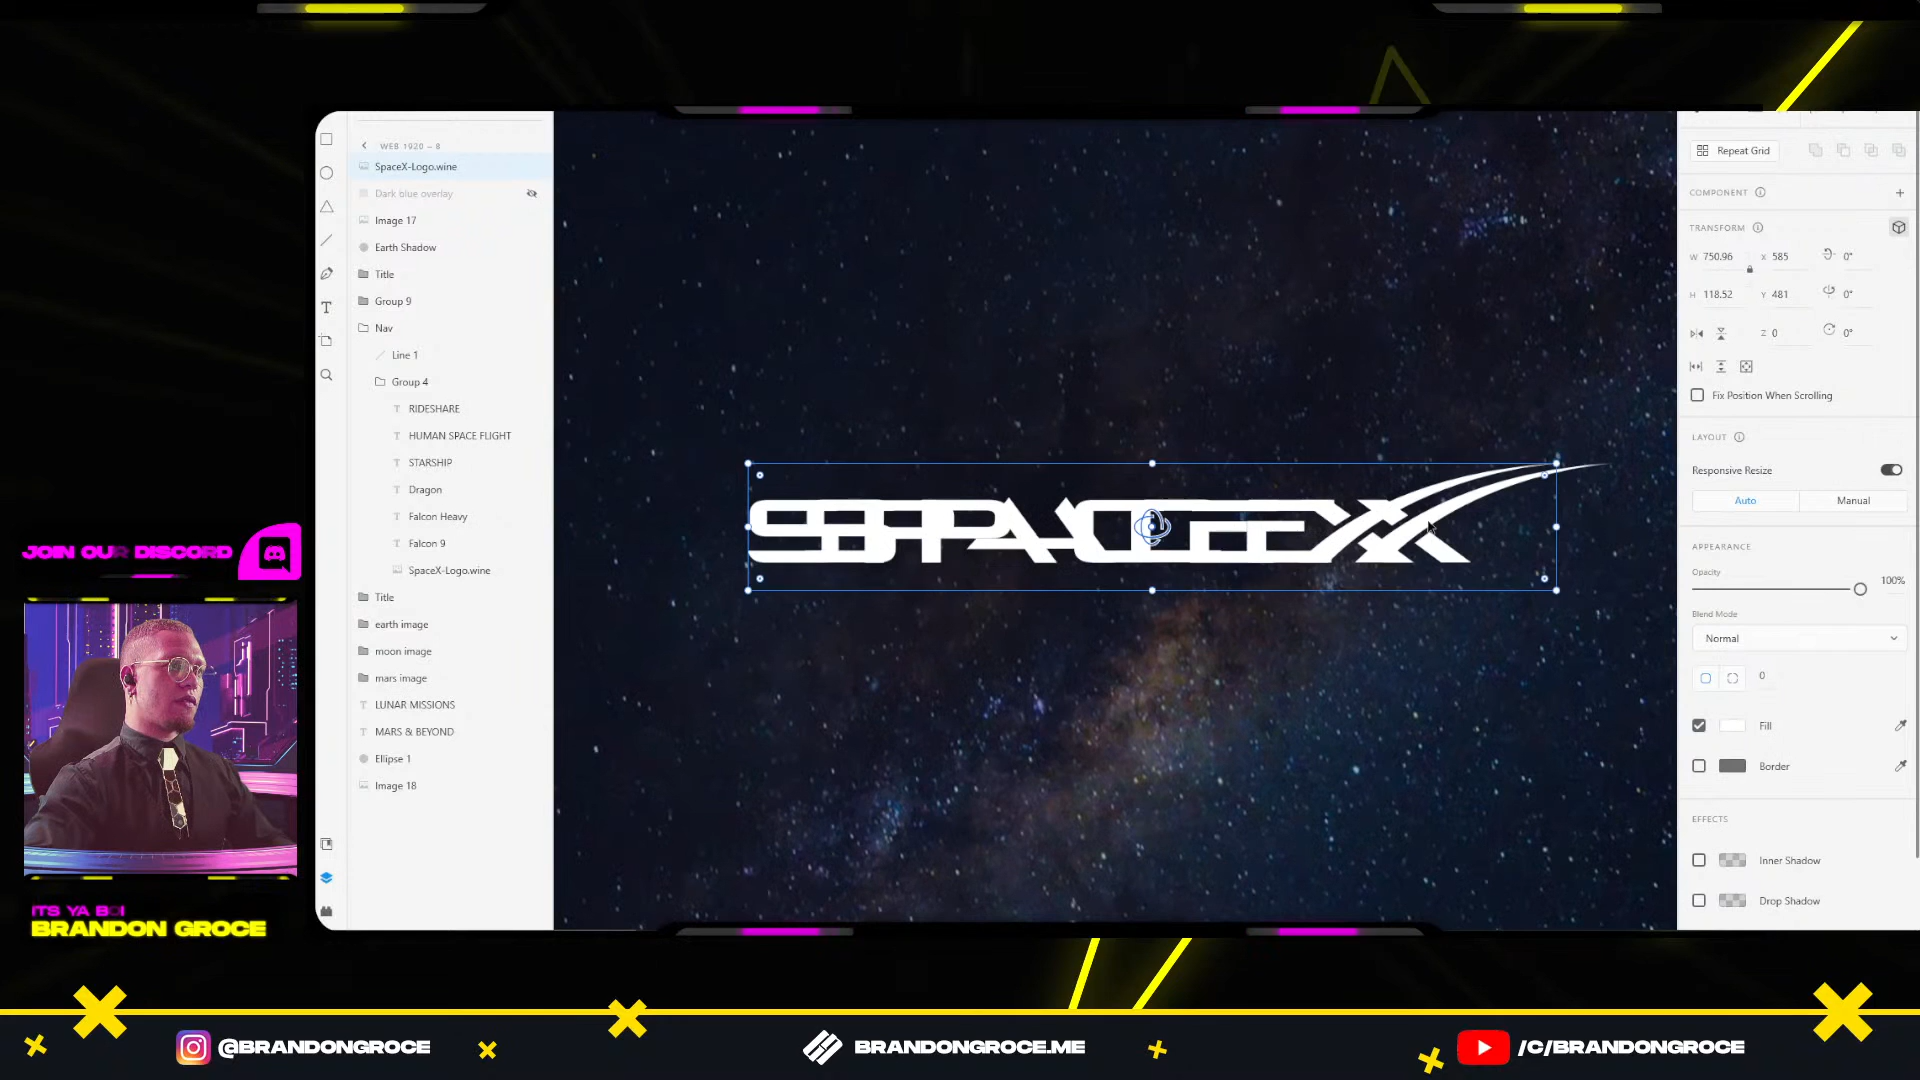 WEB 1920 – 8
SpaceX-Logo.wine
Dark blue overlay
Image 17
Earth Shadow
Title
Group 9
Nav
Line 1
Group 4
RIDESHARE
HUMAN SPACE FLIGHT
STARSHIP
Dragon
Falcon Heavy
Falcon 9
SpaceX-Logo.wine
Title
earth image
moon image
mars image
LUNAR MISSIONS
MARS & BEYOND
Ellipse 1
Image 18
Repeat Grid
COMPONENT
TRANSFORM
W 750.96 X 585 0°
H 118.52 Y 481 0°
Z 0 0°
Fix Position When Scrolling
LAYOUT
Responsive Resize
Auto Manual
APPEARANCE
Opacity
100%
Blend Mode
Normal
0
Fill
Border
EFFECTS
Inner Shadow
Drop Shadow
JOIN OUR DISCORD
ITS YA BOI
BRANDON GROCE
@BRANDONGROCE
BRANDONGROCE.ME
/C/BRANDONGROCE